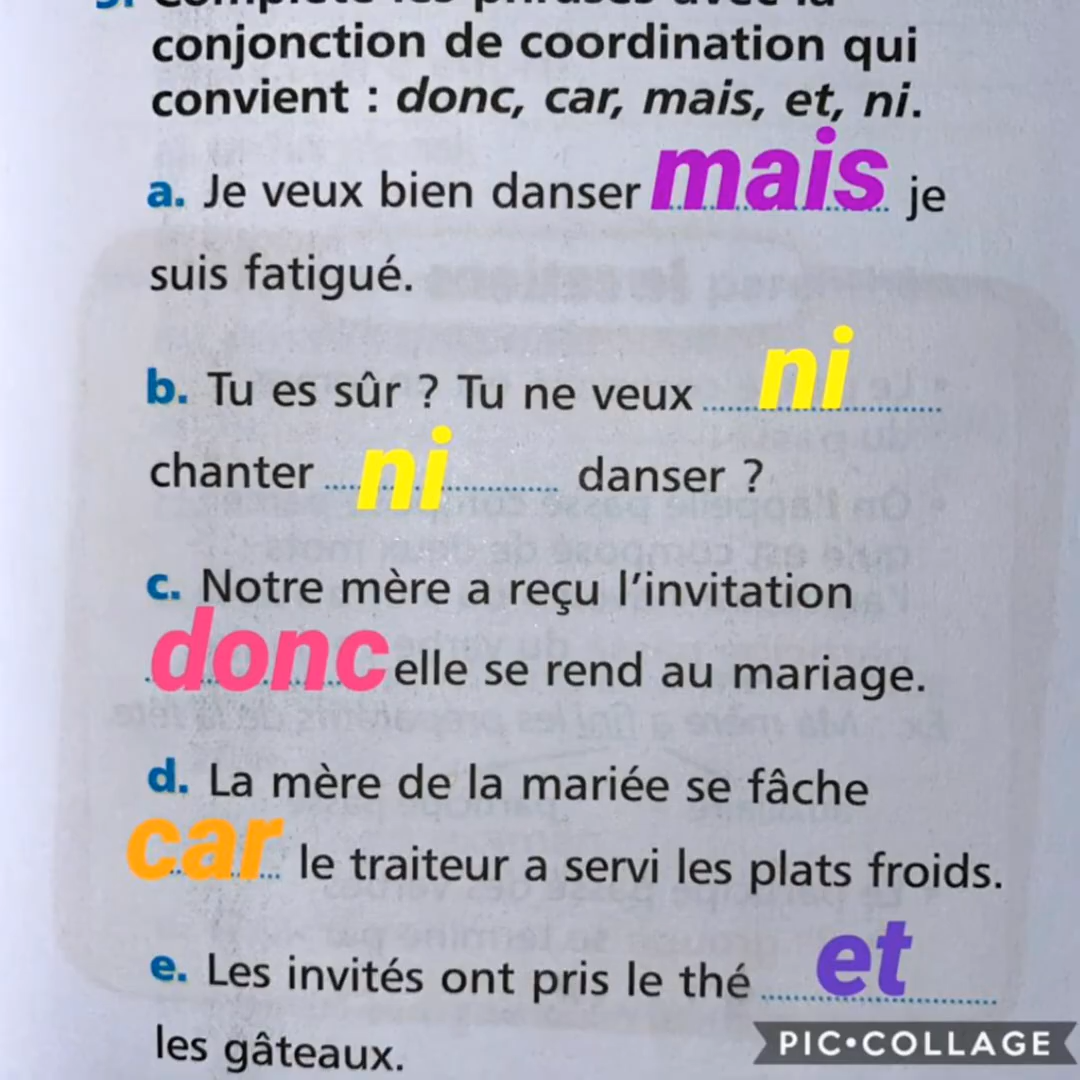 conjonction de coordination qui
convient : donc, car, mais, et, ni.
a. Je veux bien danser mais je
suis fatigué.
b. Tu es sûr ? Tu ne veux ni
chanter ni danser ?
c. Notre mère a reçu l'invitation
donc elle se rend au mariage.
d. La mère de la mariée se fâche
car le traiteur a servi les plats froids.
e. Les invités ont pris le thé et
les gâteaux.
PIC•COLLAGE